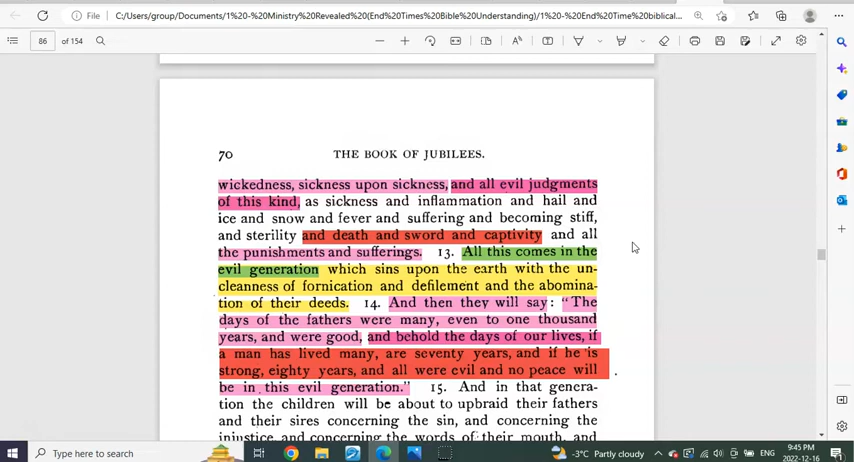 File
C:/Users/group/Documents/1%20-%20Ministry%20Revealed%20(End%20Times%20Bible%20Understanding)/1%20-%20End%20Time%20biblical...
86 of 154
70 THE BOOK OF JUBILEES.
wickedness, sickness upon sickness, and all evil judgments
of this kind, as sickness and inflammation and hail and
ice and snow and fever and suffering and becoming stiff,
and sterility and death and sword and captivity and all
the punishments and sufferings. 13. All this comes in the
evil generation which sins upon the earth with the un-
cleanness of fornication and defilement and the abomina-
tion of their deeds. 14. And then they will say: “The
days of the fathers were many, even to one thousand
years, and were good, and behold the days of our lives, if
a man has lived many, are seventy years, and if he is
strong, eighty years, and all were evil and no peace will
be in this evil generation.” 15. And in that genera-
tion the children will be about to upbraid their fathers
and their sires concerning the sin, and concerning the
injustice, and concerning the words of their mouth, and
Type here to search
-3°C Partly cloudy
ENG
9:45 PM
2022-12-16